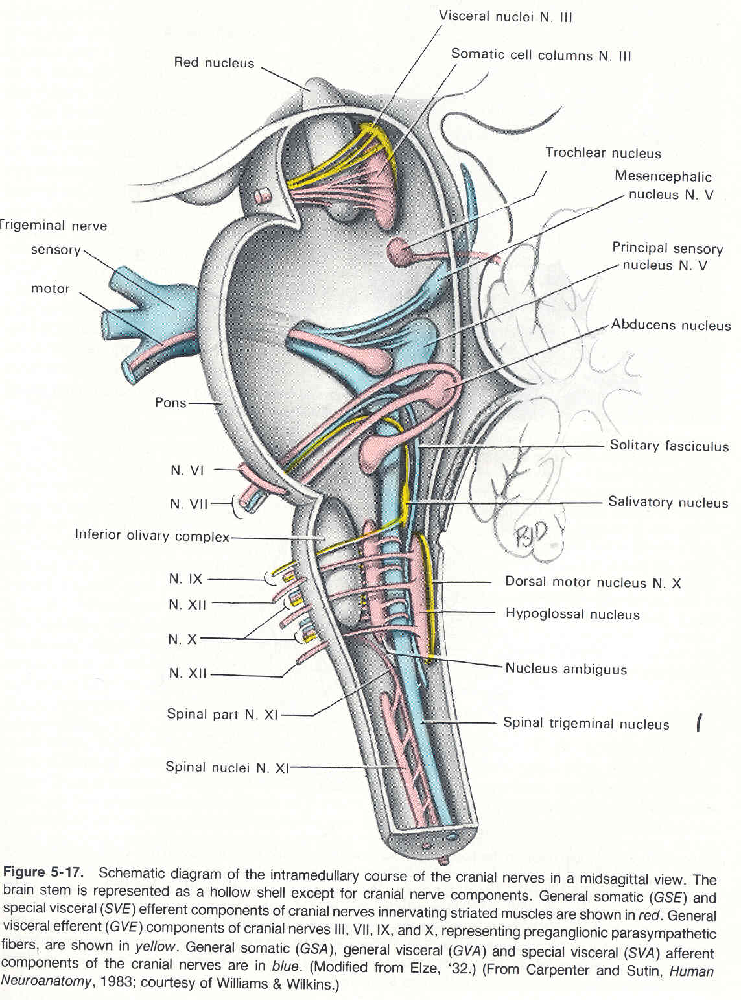 Visceral nuclei N. III
Somatic cell columns N. III
Red nucleus
Trochlear nucleus
Mesencephalic
nucleus N. V
Trigeminal nerve
sensory
motor
Principal sensory
nucleus N. V
Abducens nucleus
Pons
Solitary fasciculus
N. VI
N. VII
Salivatory nucleus
Inferior olivary complex
RJD
N. IX
Dorsal motor nucleus N. X
N. XII
Hypoglossal nucleus
N. X
N. XII
Nucleus ambiguus
Spinal part N. XI
Spinal trigeminal nucleus
Spinal nuclei N. XI
Figure 5-17. Schematic diagram of the intramedullary course of the cranial nerves in a midsagittal view. The
brain stem is represented as a hollow shell except for cranial nerve components. General somatic (GSE) and
special visceral (SVE) efferent components of cranial nerves innervating striated muscles are shown in red. General
visceral efferent (GVE) components of cranial nerves III, VII, IX, and X, representing preganglionic parasympathetic
fibers, are shown in yellow. General somatic (GSA), general visceral (GVA) and special visceral (SVA) afferent
components of the cranial nerves are in blue. (Modified from Elze, '32.) (From Carpenter and Sutin, Human
Neuroanatomy, 1983; courtesy of Williams & Wilkins.)